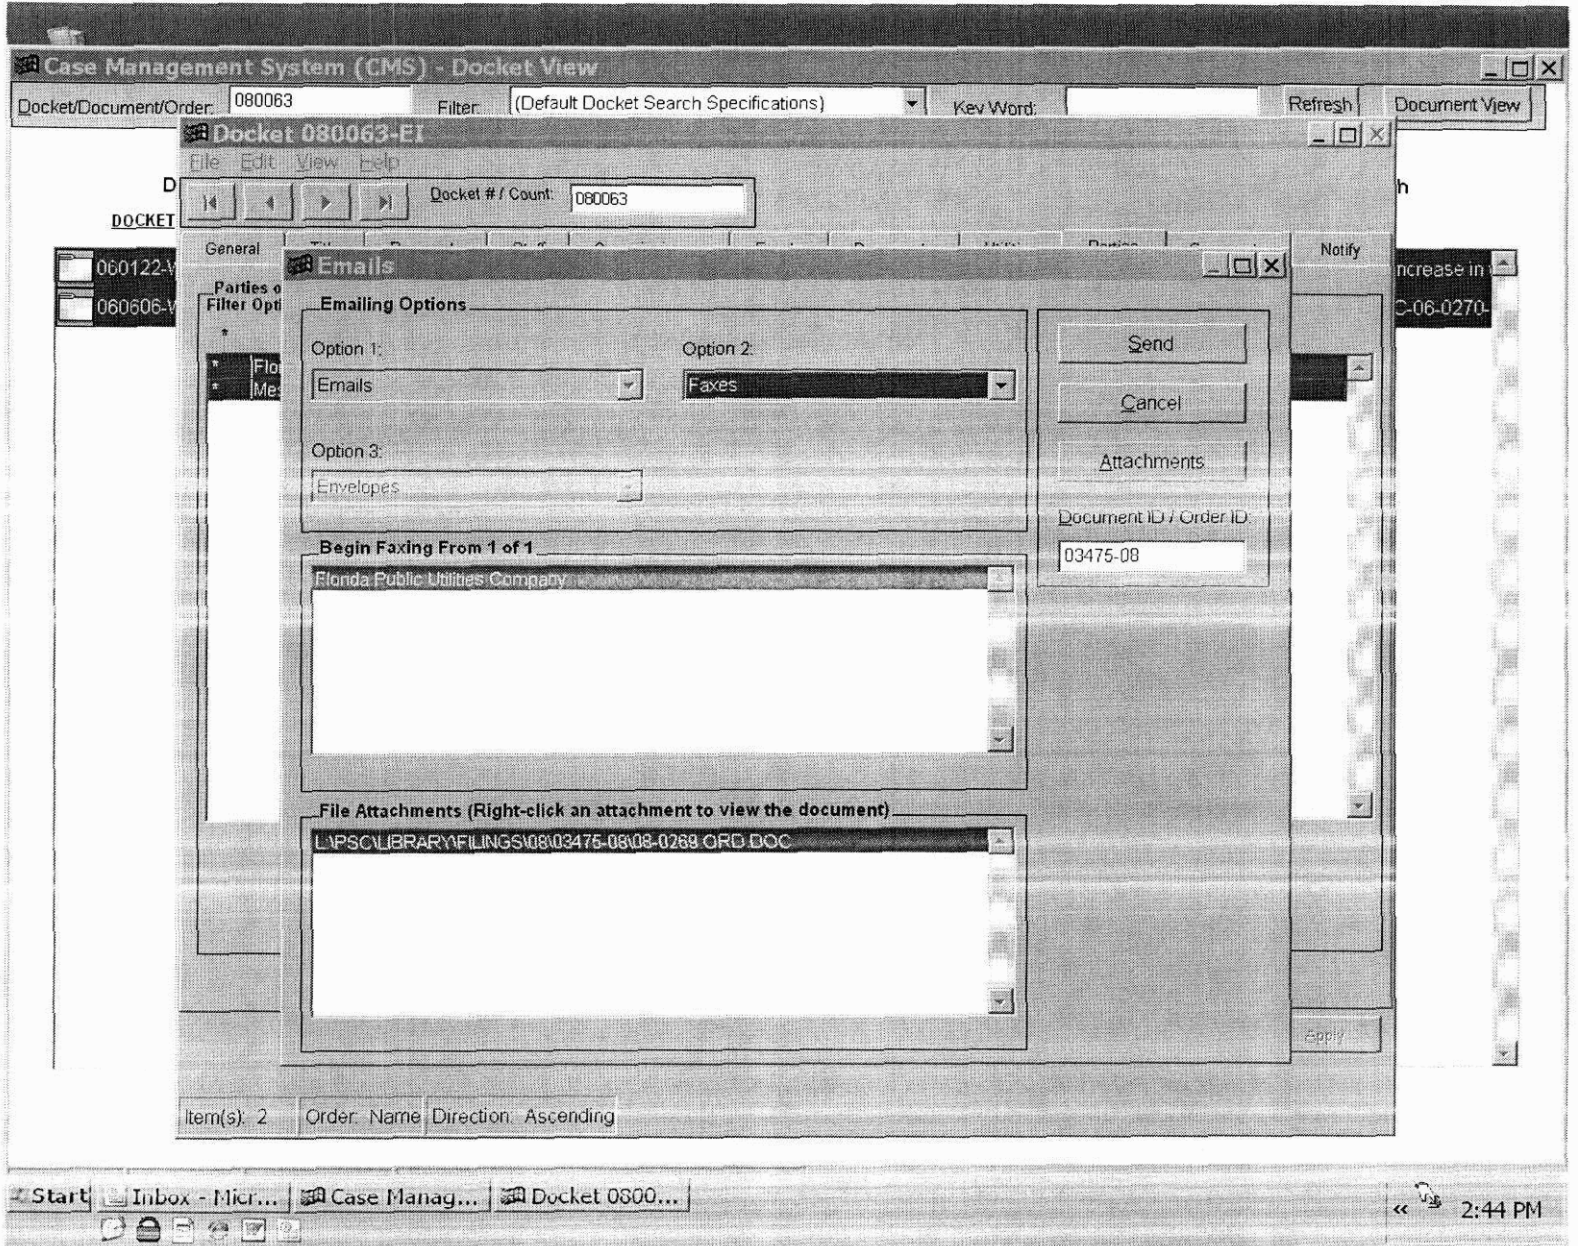 Case Management System (CMS) - Docket View
Docket/Document/Order: 080063 Filter: (Default Docket Search Specifications) Key Word: Refresh Document View
Docket 080063-EI
File Edit View Help
Docket # / Count: 080063
DOCKET
General Parties Notify
060122-W
ncrease in
060606-W
C-06-0270-
Parties o
Filter Opti
*
* Flo
* Mes
Emails
Emailing Options
Option 1: Option 2:
Emails Faxes
Option 3:
Envelopes
Send
Cancel
Attachments
Document ID / Order ID:
03475-08
Begin Faxing From 1 of 1
Florida Public Utilities Company
File Attachments (Right-click an attachment to view the document)
L:\PSC\LIBRARY\FILINGS\08\03475-08\08-0269.ORD.DOC
Apply
Item(s): 2 Order: Name Direction: Ascending
Start Inbox - Micr... Case Manag... Docket 0800... « 2:44 PM